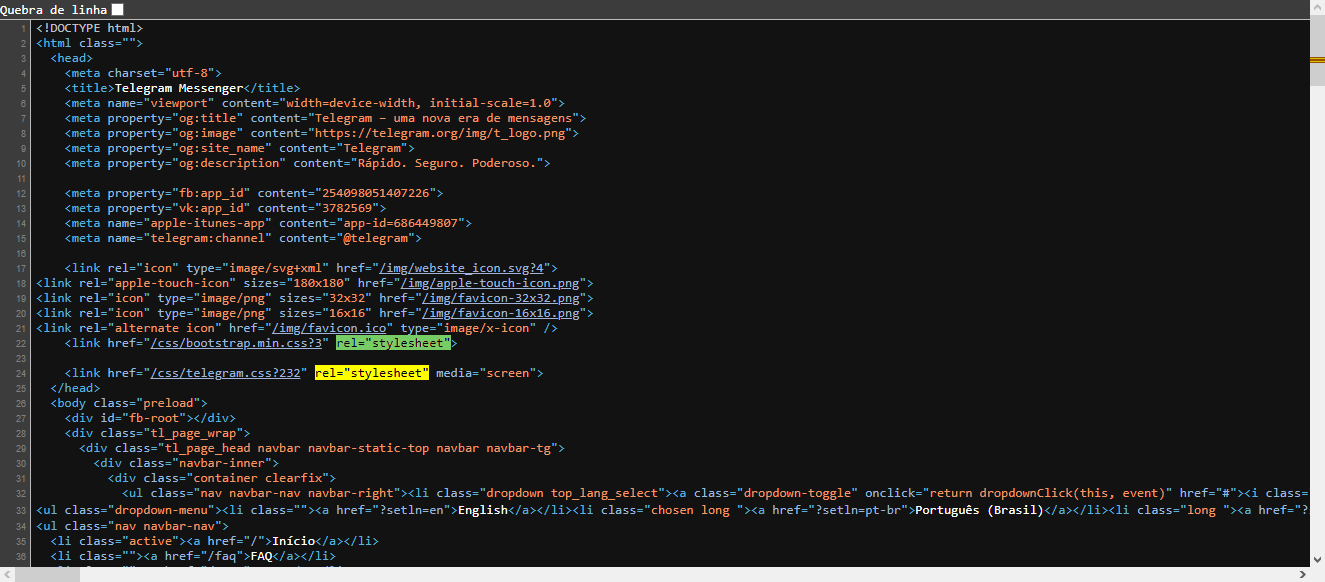 Quebra de linha
1 <!DOCTYPE html>
2 <html class="">
3 <head>
4 <meta charset="utf-8">
5 <title>Telegram Messenger</title>
6 <meta name="viewport" content="width=device-width, initial-scale=1.0">
7 <meta property="og:title" content="Telegram – uma nova era de mensagens">
8 <meta property="og:image" content="https://telegram.org/img/t_logo.png">
9 <meta property="og:site_name" content="Telegram">
10 <meta property="og:description" content="Rápido. Seguro. Poderoso.">
11
12 <meta property="fb:app_id" content="254098051407226">
13 <meta property="vk:app_id" content="3782569">
14 <meta name="apple-itunes-app" content="app-id=686449807">
15 <meta name="telegram:channel" content="@telegram">
16
17 <link rel="icon" type="image/svg+xml" href="/img/website_icon.svg?4">
18 <link rel="apple-touch-icon" sizes="180x180" href="/img/apple-touch-icon.png">
19 <link rel="icon" type="image/png" sizes="32x32" href="/img/favicon-32x32.png">
20 <link rel="icon" type="image/png" sizes="16x16" href="/img/favicon-16x16.png">
21 <link rel="alternate icon" href="/img/favicon.ico" type="image/x-icon" />
22 <link href="/css/bootstrap.min.css?3" rel="stylesheet">
23
24 <link href="/css/telegram.css?232" rel="stylesheet" media="screen">
25 </head>
26 <body class="preload">
27 <div id="fb-root"></div>
28 <div class="tl_page_wrap">
29 <div class="tl_page_head navbar navbar-static-top navbar navbar-tg">
30 <div class="navbar-inner">
31 <div class="container clearfix">
32 <ul class="nav navbar-nav navbar-right"><li class="dropdown top_lang_select"><a class="dropdown-toggle" onclick="return dropdownClick(this, event)" href="#"><i class=
33 <ul class="dropdown-menu"><li class=""><a href="?setln=en">English</a></li><li class="chosen long "><a href="?setln=pt-br">Português (Brasil)</a></li><li class="long "><a href="?
34 <ul class="nav navbar-nav">
35 <li class="active"><a href="/">Início</a></li>
36 <li class=""><a href="/faq">FAQ</a></li>